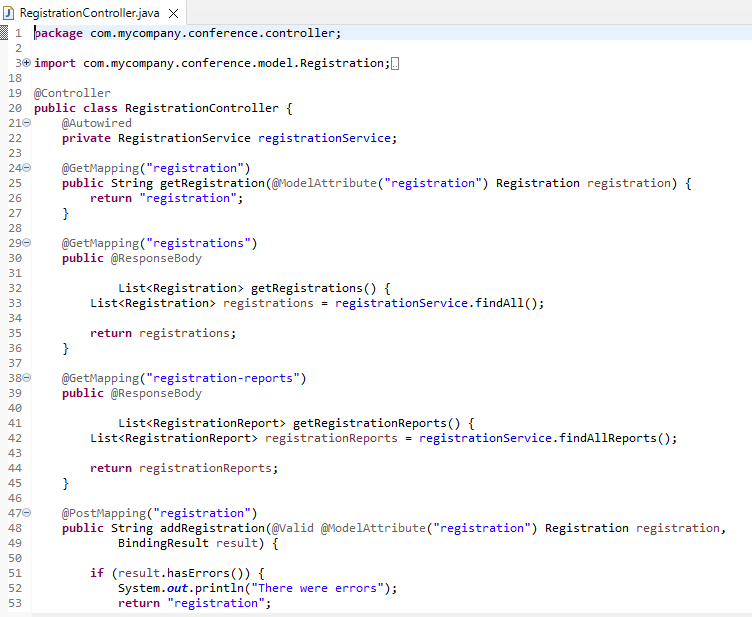 RegistrationController.java
1 package com.mycompany.conference.controller;
2
3 import com.mycompany.conference.model.Registration;
18
19 @Controller
20 public class RegistrationController {
21 @Autowired
22 private RegistrationService registrationService;
23
24 @GetMapping("registration")
25 public String getRegistration(@ModelAttribute("registration") Registration registration) {
26 return "registration";
27 }
28
29 @GetMapping("registrations")
30 public @ResponseBody
31
32 List<Registration> getRegistrations() {
33 List<Registration> registrations = registrationService.findAll();
34
35 return registrations;
36 }
37
38 @GetMapping("registration-reports")
39 public @ResponseBody
40
41 List<RegistrationReport> getRegistrationReports() {
42 List<RegistrationReport> registrationReports = registrationService.findAllReports();
43
44 return registrationReports;
45 }
46
47 @PostMapping("registration")
48 public String addRegistration(@Valid @ModelAttribute("registration") Registration registration,
49 BindingResult result) {
50
51 if (result.hasErrors()) {
52 System.out.println("There were errors");
53 return "registration";